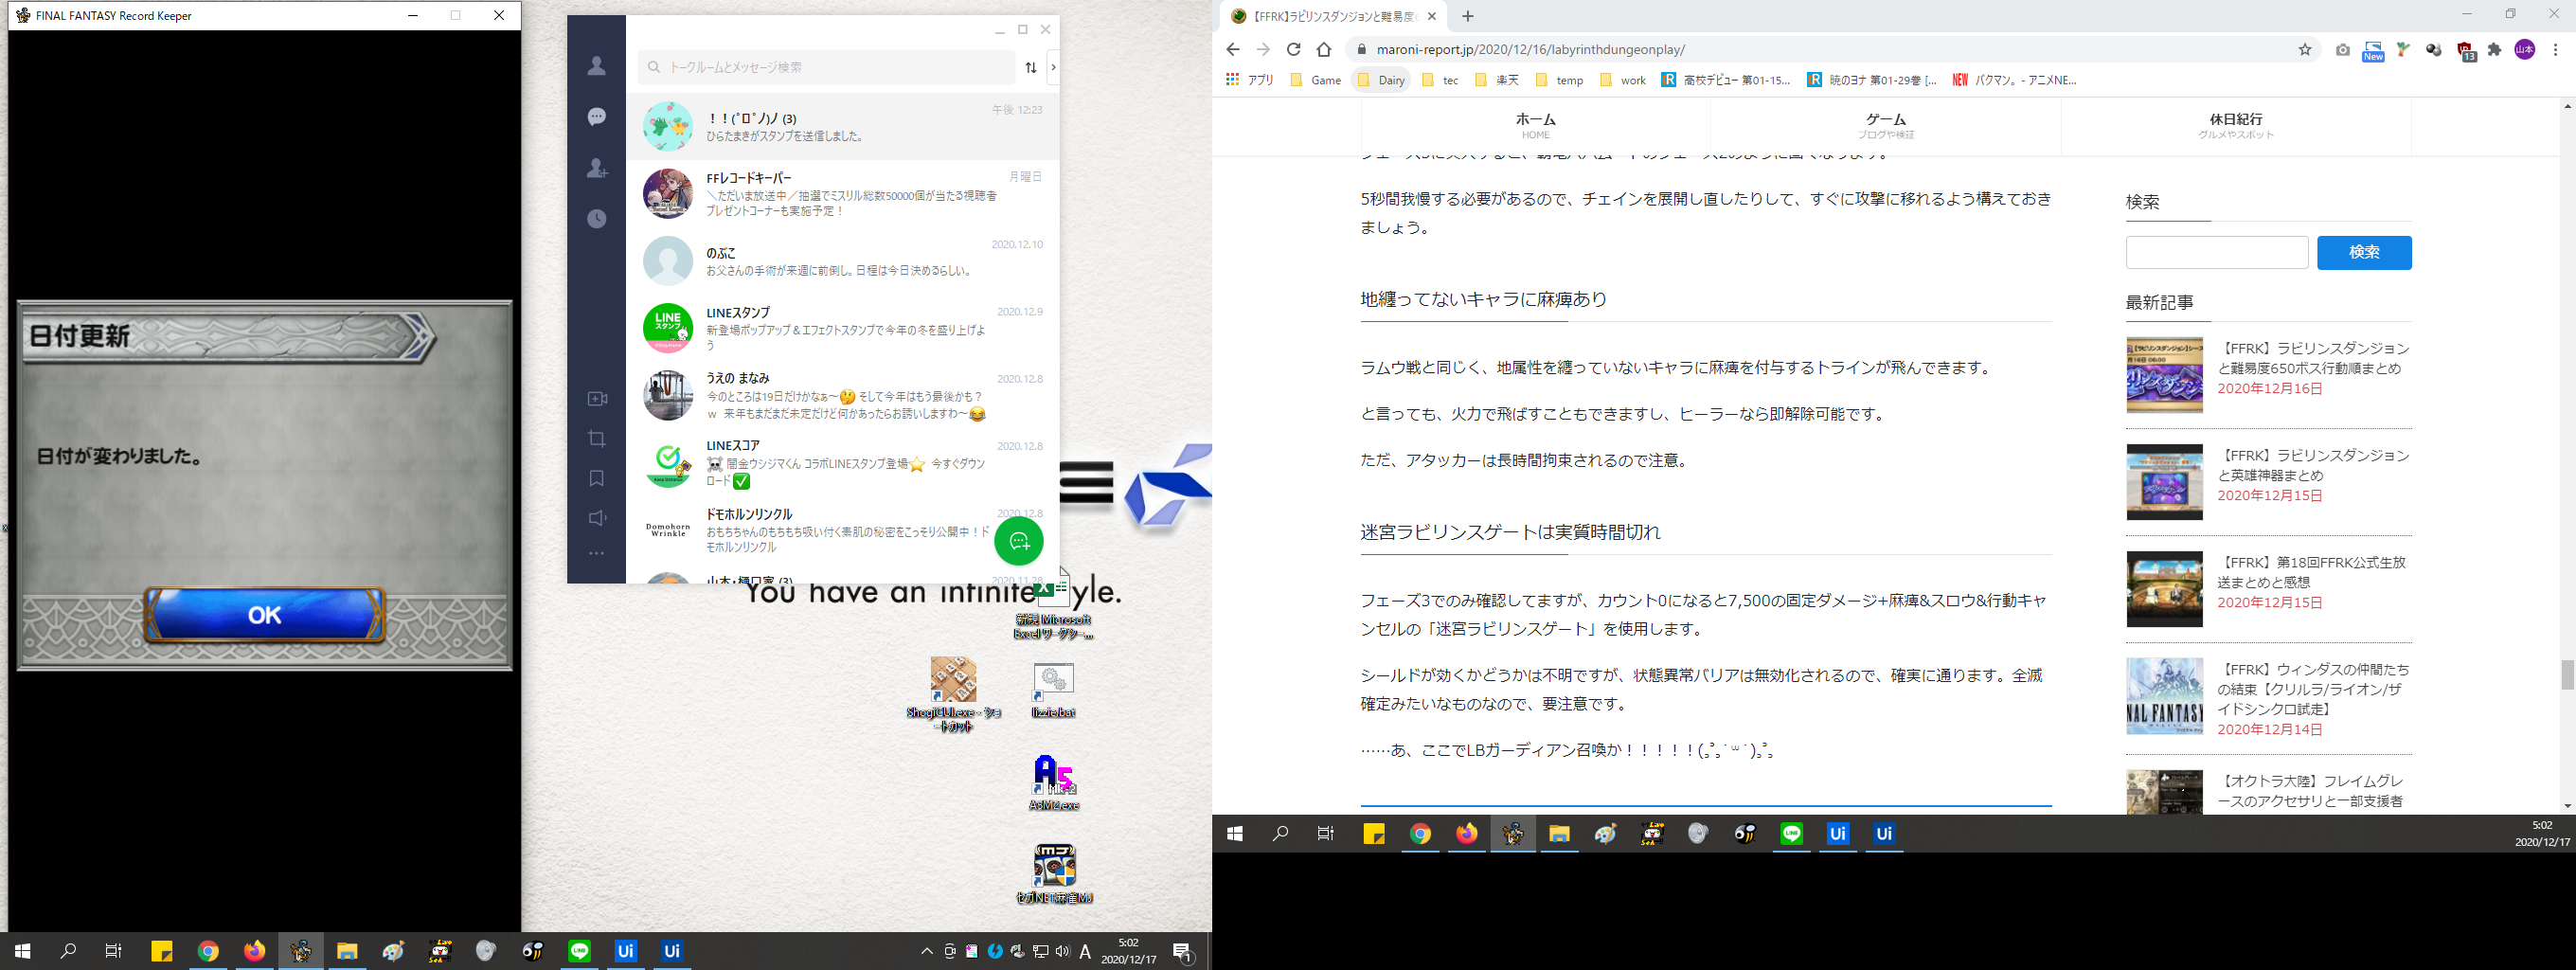 FINAL FANTASY Record Keeper
日付更新
日付が変わりました。
OK
トークルームとメッセージ検索
！！(ﾟロﾟノ)ノ (3)
午後 12:23
ひらたまきがスタンプを送信しました。
FFレコードキーパー
月曜日
＼ただいま放送中／抽選でミスリル総数50000個が当たる視聴者
プレゼントコーナーも実施予定！
のぶこ
2020.12.10
お父さんの手術が来週に前倒し。日程は今日決めるらしい。
LINEスタンプ
2020.12.9
新登場ポップアップ＆エフェクトスタンプで今年の冬を盛り上げよ
う
うえの まなみ
2020.12.8
今のところは19日だけかなぁ〜🤔 そして今年はもう最後かも？
w 来年もまだまだ未定だけど何かあったらお誘いしますわ〜😂
LINEスコア
2020.12.8
☠ 闇金ウシジマくん コラボLINEスタンプ登場⭐ 今すぐダウン
ロード✅
ドモホルンリンクル
2020.12.8
おもちちゃんのもちもち吸い付く素肌の秘密をこっそり公開中！ド
モホルンリンクル
Domohorn
Wrinkle
山本・樋口家 (3)
2020.11.28
You have an infinite
yle.
新規 Microsoft
Excel ワークシー...
ShogiGUI.exe - ショ
ートカット
lizzie.bat
A5M2.exe
セガNET麻雀MJ
5:02
2020/12/17
【FFRK】ラビリンスダンジョンと難易度6
maroni-report.jp/2020/12/16/labyrinthdungeonplay/
New
13
山本
アプリ
Game
Dairy
tec
楽天
temp
work
高校デビュー 第01-15...
暁のヨナ 第01-29巻 [...
NEW バクマン。- アニメNE...
ホーム
HOME
ゲーム
ブログや検証
休日紀行
グルメやスポット
5秒間我慢する必要があるので、チェインを展開し直したりして、すぐに攻撃に移れるよう構えておき
ましょう。
地纏ってないキャラに麻痺あり
ラムウ戦と同じく、地属性を纏っていないキャラに麻痺を付与するトラインが飛んできます。
と言っても、火力で飛ばすこともできますし、ヒーラーなら即解除可能です。
ただ、アタッカーは長時間拘束されるので注意。
迷宮ラビリンスゲートは実質時間切れ
フェーズ3でのみ確認してますが、カウント0になると7,500の固定ダメージ+麻痺&スロウ&行動キャ
ンセルの「迷宮ラビリンスゲート」を使用します。
シールドが効くかどうかは不明ですが、状態異常バリアは無効化されるので、確実に通ります。全滅
確定みたいなものなので、要注意です。
……あ、ここでLBガーディアン召喚か！！！！！
検索
検索
最新記事
【FFRK】ラビリンスダンジョン
と難易度650ボス行動順まとめ
2020年12月16日
【FFRK】ラビリンスダンジョン
と英雄神器まとめ
2020年12月15日
【FFRK】第18回FFRK公式生放
送まとめと感想
2020年12月15日
【FFRK】ウィンダスの仲間たち
の結束【クリルラ/ライオン/ザ
イドシンクロ試走】
2020年12月14日
【オクトラ大陸】フレイムグレ
ースのアクセサリと一部支援者
5:02
2020/12/17